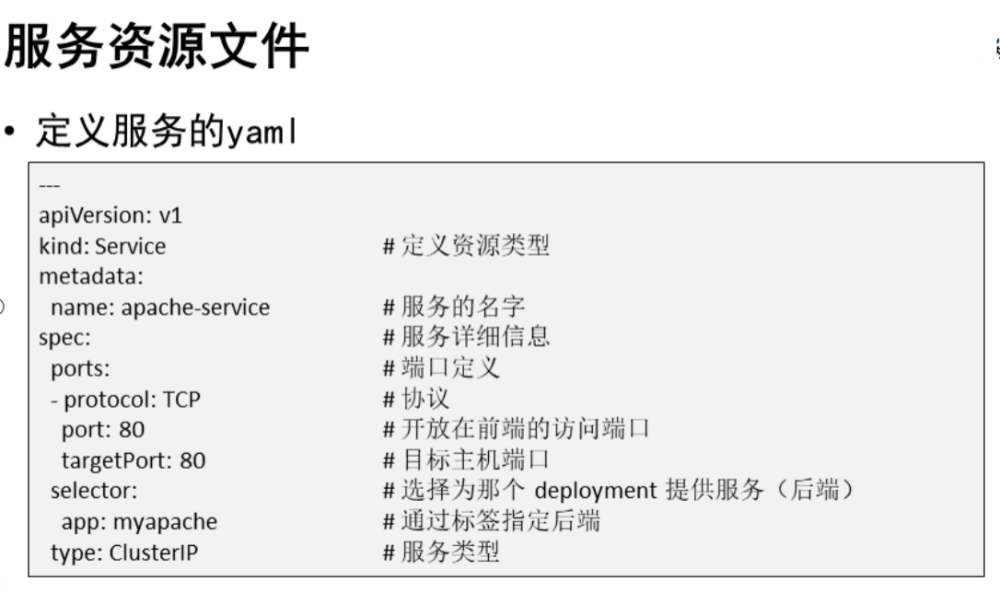 服务资源文件
• 定义服务的yaml
---
apiVersion: v1
kind: Service # 定义资源类型
metadata:
  name: apache-service # 服务的名字
spec: # 服务详细信息
  ports: # 端口定义
  - protocol: TCP # 协议
    port: 80 # 开放在前端的访问端口
    targetPort: 80 # 目标主机端口
  selector: # 选择为那个 deployment 提供服务（后端）
    app: myapache # 通过标签指定后端
  type: ClusterIP # 服务类型